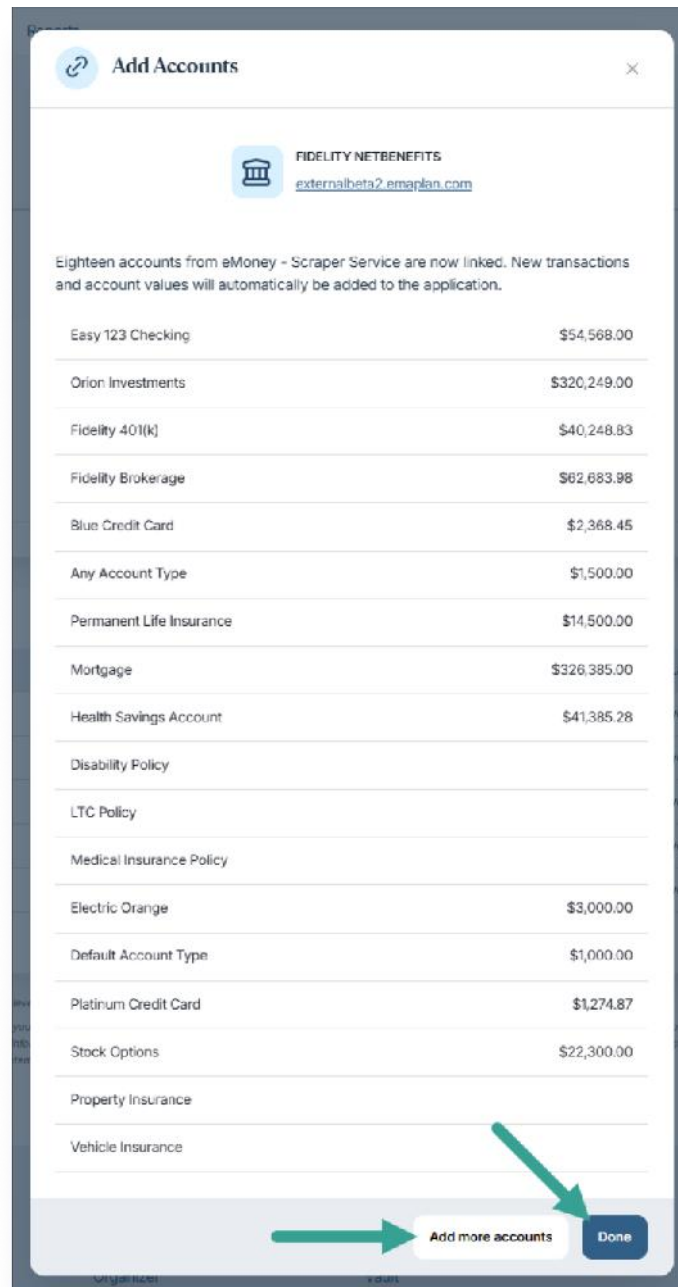 Reports
Add Accounts
FIDELITY NETBENEFITS
externalbeta2.emaplan.com
Eighteen accounts from eMoney - Scraper Service are now linked. New transactions
and account values will automatically be added to the application.
Easy 123 Checking $54,568.00
Orion Investments $320,249.00
Fidelity 401(k) $40,248.83
Fidelity Brokerage $62,683.98
Blue Credit Card $2,368.45
Any Account Type $1,500.00
Permanent Life Insurance $14,500.00
Mortgage $326,385.00
Health Savings Account $41,385.28
Disability Policy
LTC Policy
Medical Insurance Policy
Electric Orange $3,000.00
Default Account Type $1,000.00
Platinum Credit Card $1,274.87
Stock Options $22,300.00
Property Insurance
Vehicle Insurance
Add more accounts Done
Organizer Vault